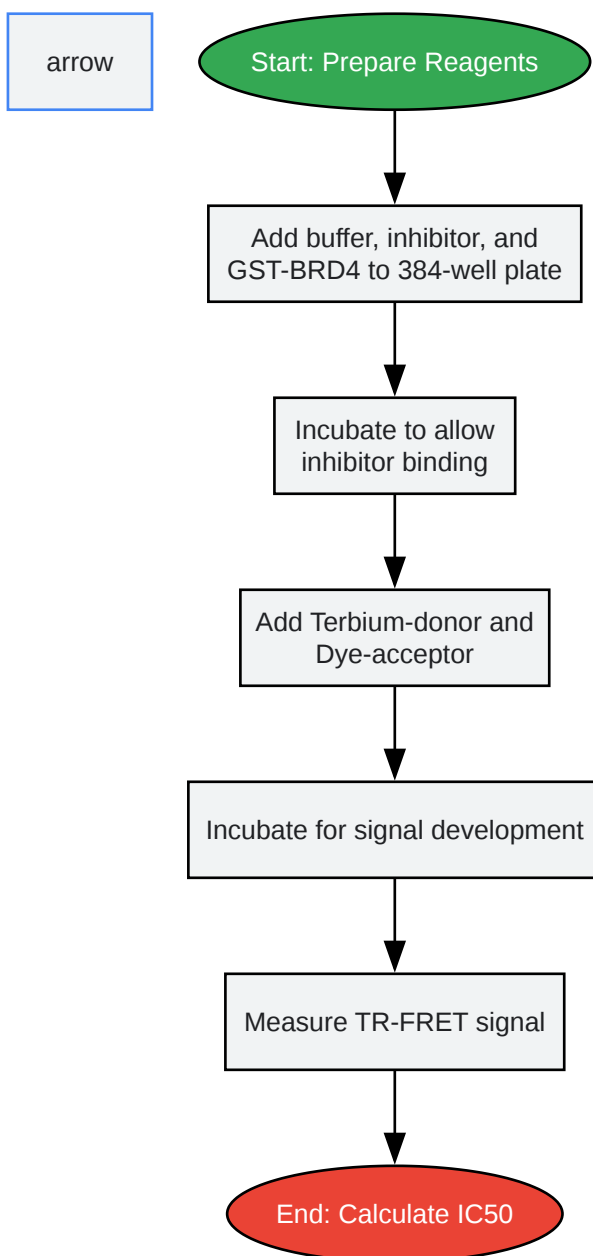 arrow
Start: Prepare Reagents
Add buffer, inhibitor, and
GST-BRD4 to 384-well plate
Incubate to allow
inhibitor binding
Add Terbium-donor and
Dye-acceptor
Incubate for signal development
Measure TR-FRET signal
End: Calculate IC50